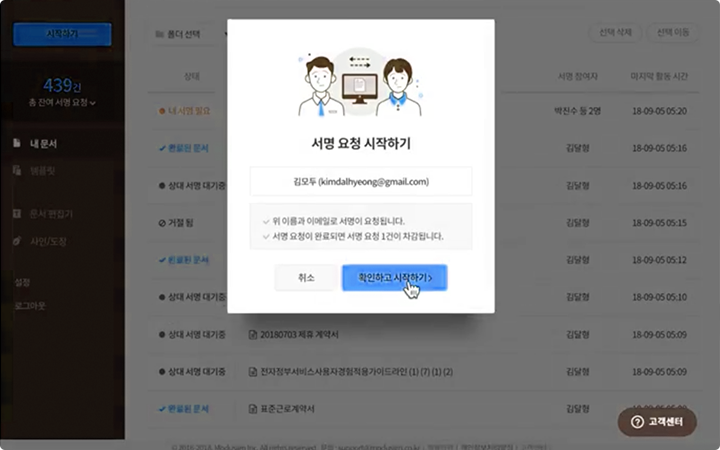 시작하기
439건
총 잔여 서명 요청
내 문서
템플릿
문서 편집기
사인/도장
설정
로그아웃
폴더 선택
선택 삭제
선택 이동
상태
서명 참여자
마지막 활동 시간
내 서명 필요
박진수 등 2명
18-09-05 05:20
완료된 문서
김달형
18-09-05 05:16
상대 서명 대기중
김달형
18-09-05 05:16
거절 됨
김달형
18-09-05 05:15
완료된 문서
김달형
18-09-05 05:12
상대 서명 대기중
김달형
18-09-05 05:10
상대 서명 대기중
20180703 제휴 계약서
김달형
18-09-05 05:09
상대 서명 대기중
전자정부서비스사용자경험적용가이드라인 (1) (7) (1) (2)
김달형
18-09-05 05:09
완료된 문서
표준근로계약서
김달형
18-09-05
서명 요청 시작하기
김모두 (kimdalhyeong@gmail.com)
위 이름과 이메일로 서명이 요청됩니다.
서명 요청이 완료되면 서명 요청 1건이 차감됩니다.
취소
확인하고 시작하기
고객센터